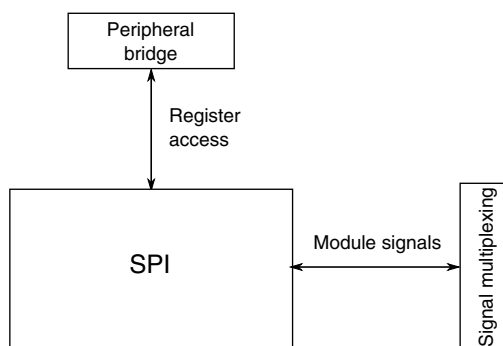 Peripheral
bridge
Register
access
SPI
Module signals
Signal multiplexing